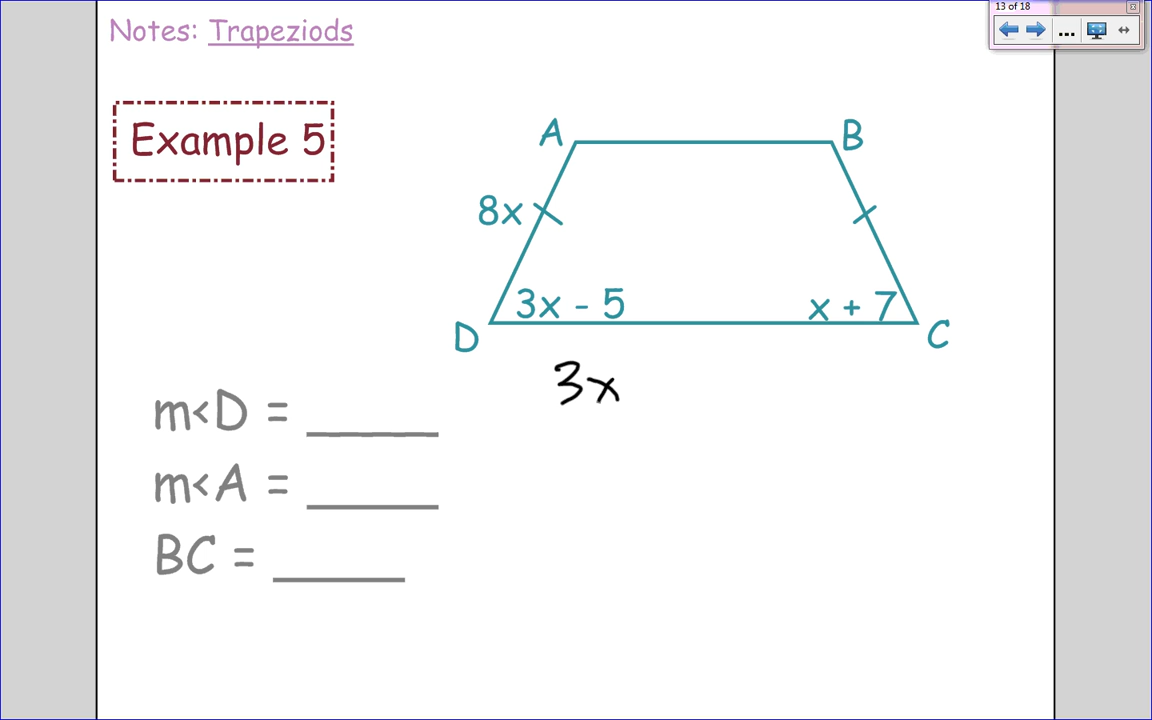 13 of 18
Notes: Trapeziods
Example 5
A
B
8x
3x - 5
x + 7
D
C
3x
m<D = _____
m<A = _____
BC = _____